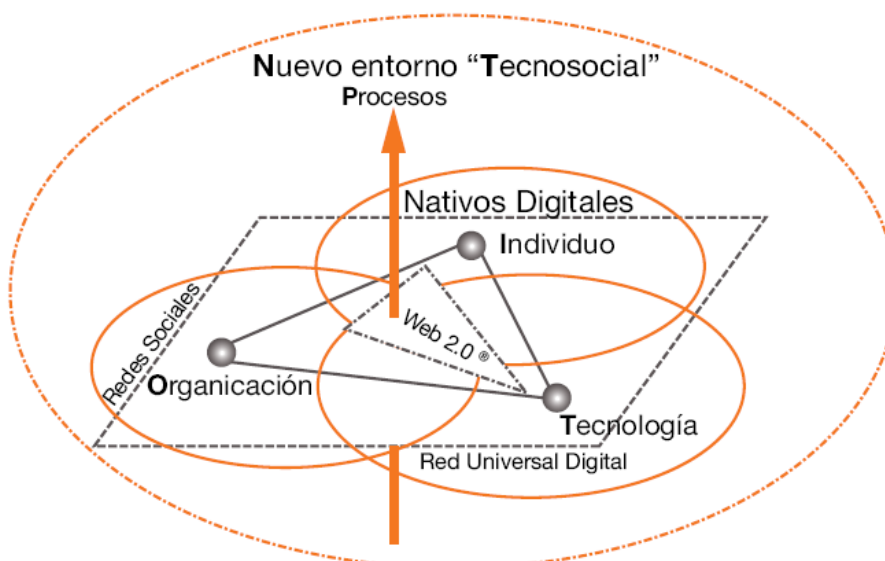 Nuevo entorno “Tecnosocial”
Procesos
Nativos Digitales
Individuo
Redes Sociales
Web 2.0 ®
Organicación
Tecnología
Red Universal Digital